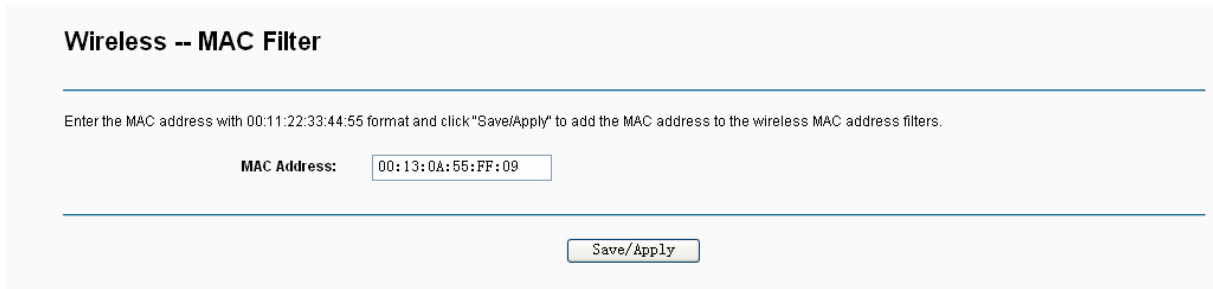 Wireless -- MAC Filter
Enter the MAC address with 00:11:22:33:44:55 format and click "Save/Apply" to add the MAC address to the wireless MAC address filters.
MAC Address: 00:13:0A:55:FF:09
Save/Apply